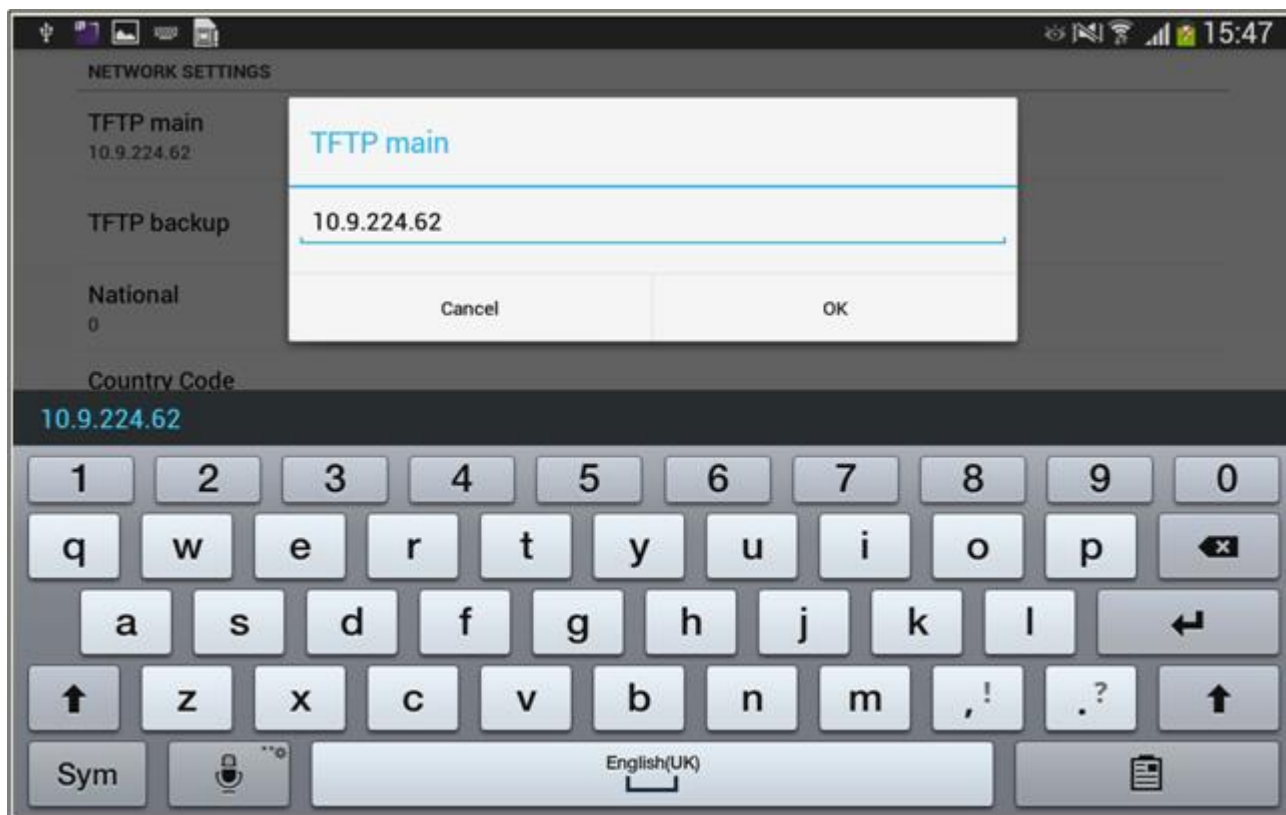 15:47
NETWORK SETTINGS
TFTP main
10.9.224.62
TFTP backup
National
0
Country Code
TFTP main
10.9.224.62
Cancel OK
10.9.224.62
1 2 3 4 5 6 7 8 9 0
q w e r t y u i o p
a s d f g h j k l
z x c v b n m , ! . ?
Sym English(UK)